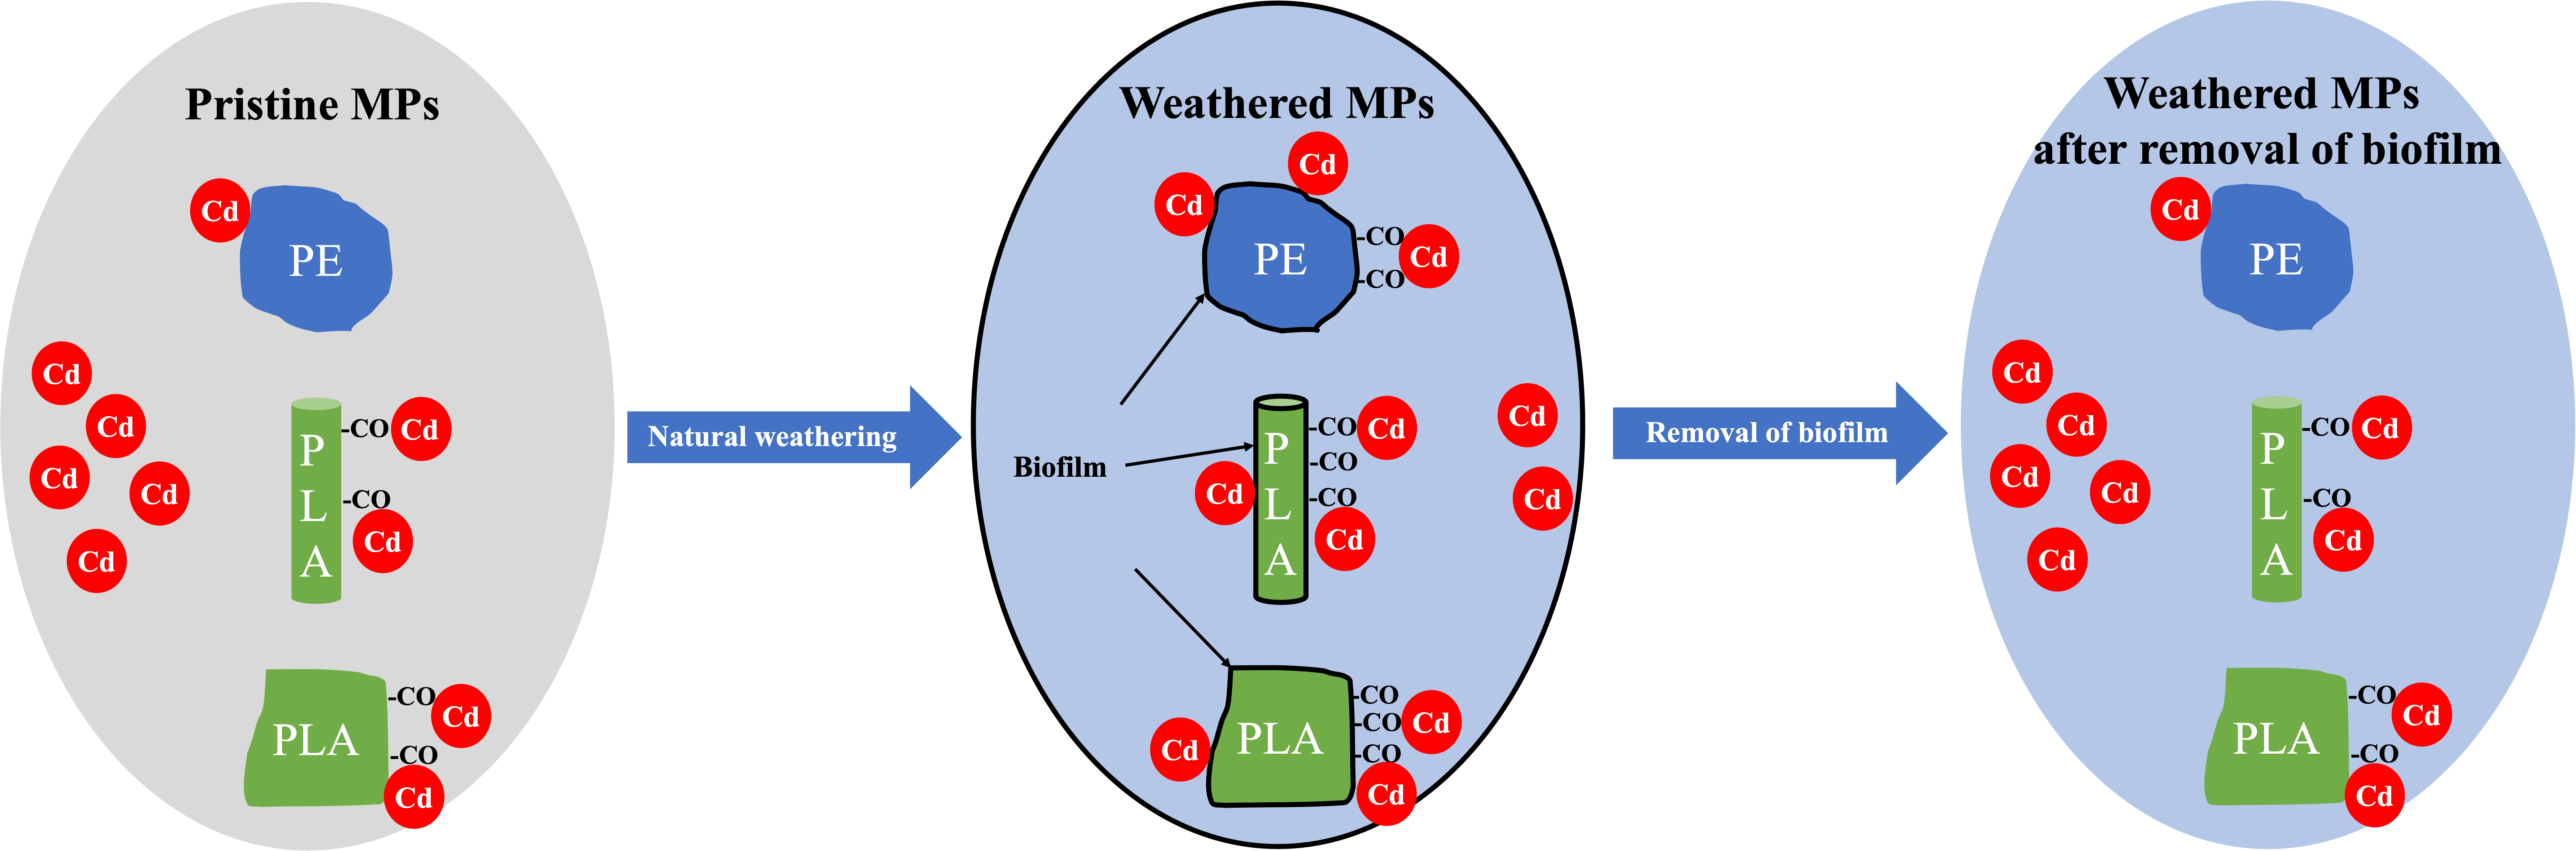 Pristine MPs
Cd
PE
Cd
Cd
Cd
Cd
Cd
P
L
A
-CO
Cd
-CO
Cd
PLA
-CO
Cd
-CO
Cd
Natural weathering
Weathered MPs
Cd
Cd
PE
-CO
Cd
-CO
Biofilm
P
L
A
-CO
Cd
-CO
-CO
Cd
Cd
Cd
Cd
Cd
PLA
-CO
-CO
Cd
-CO
Cd
Removal of biofilm
Weathered MPs
after removal of biofilm
Cd
PE
Cd
Cd
Cd
Cd
Cd
P
L
A
-CO
Cd
-CO
Cd
PLA
-CO
Cd
-CO
Cd